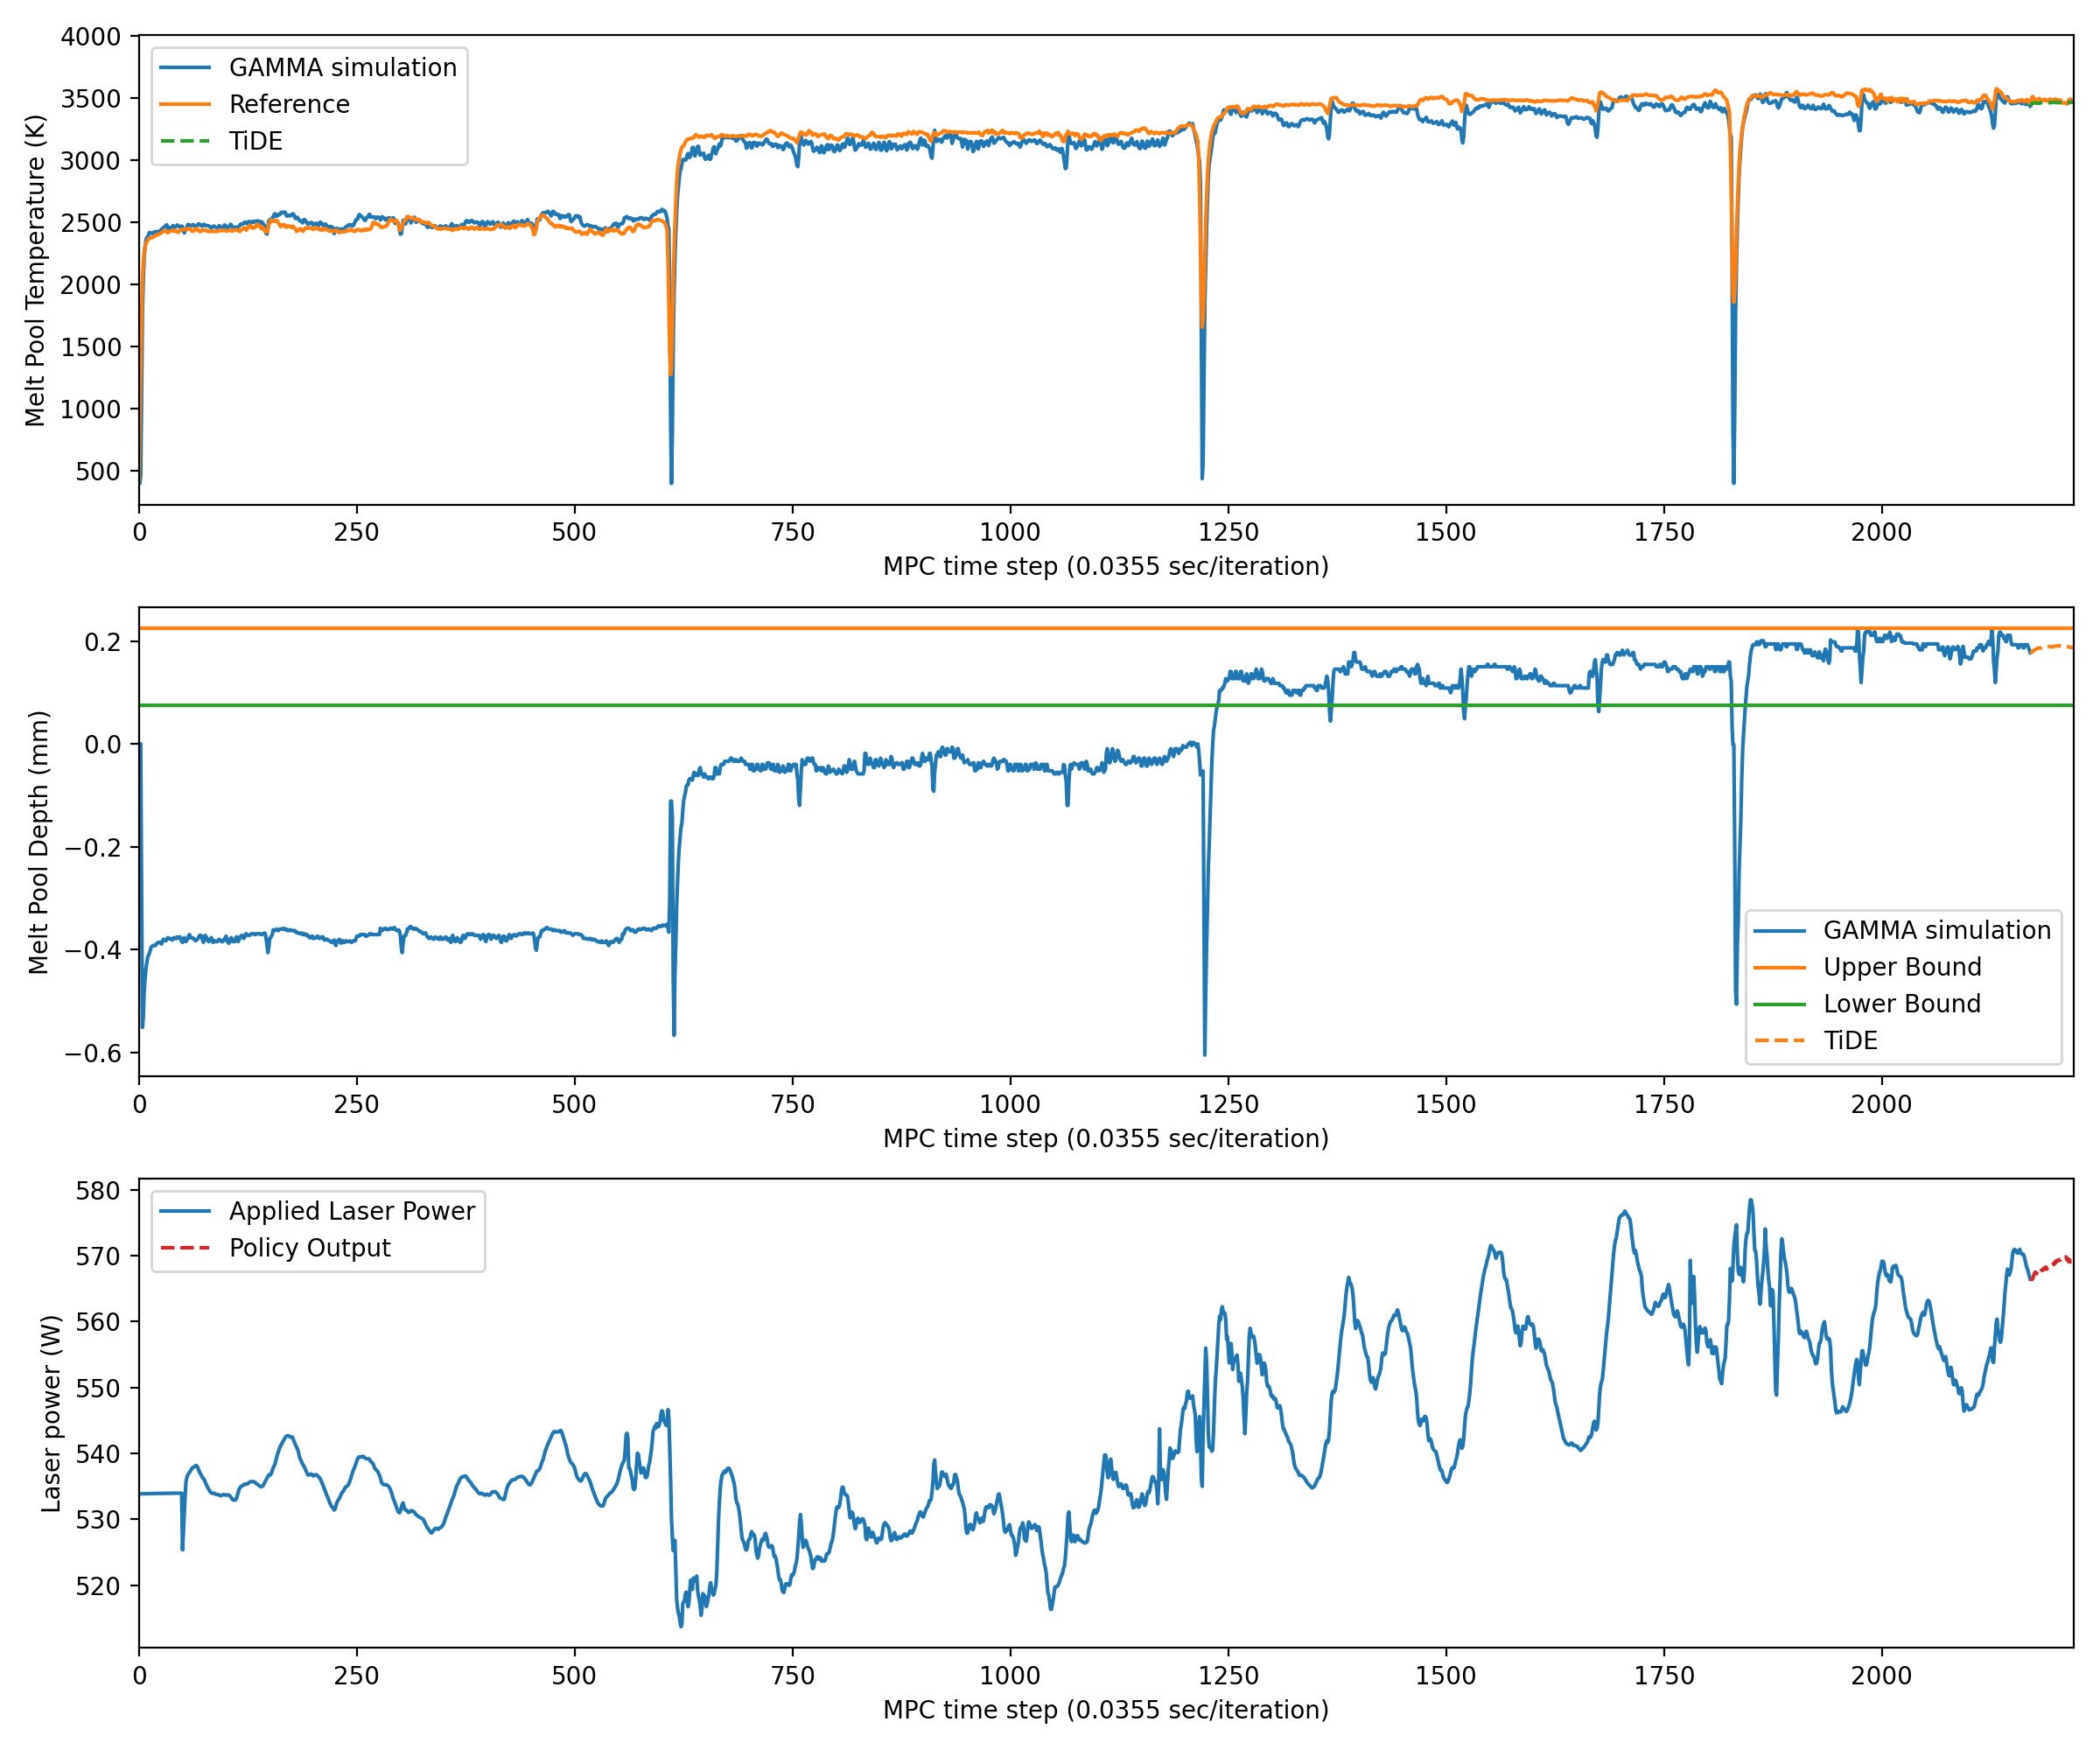 4000
3500
3000
2500
2000
1500
1000
500
Melt Pool Temperature (K)
GAMMA simulation
Reference
TiDE
0 250 500 750 1000 1250 1500 1750 2000
MPC time step (0.0355 sec/iteration)
0.2
0.0
−0.2
−0.4
−0.6
Melt Pool Depth (mm)
GAMMA simulation
Upper Bound
Lower Bound
TiDE
0 250 500 750 1000 1250 1500 1750 2000
MPC time step (0.0355 sec/iteration)
580
570
560
550
540
530
520
Laser power (W)
Applied Laser Power
Policy Output
0 250 500 750 1000 1250 1500 1750 2000
MPC time step (0.0355 sec/iteration)